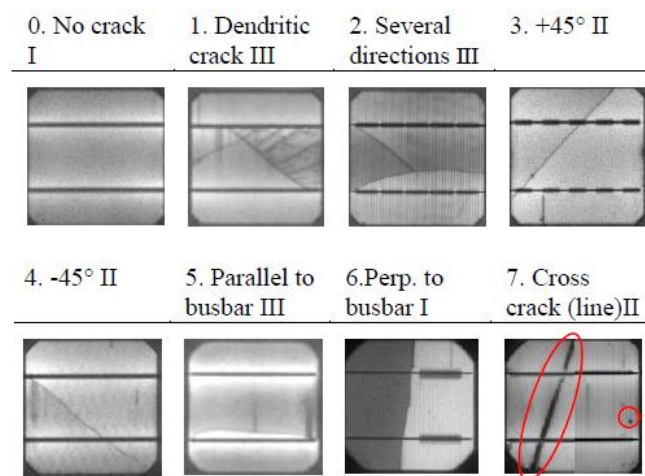 0. No crack
I
1. Dendritic
crack III
2. Several
directions III
3. +45° II
4. -45° II
5. Parallel to
busbar III
6.Perp. to
busbar I
7. Cross
crack (line)II